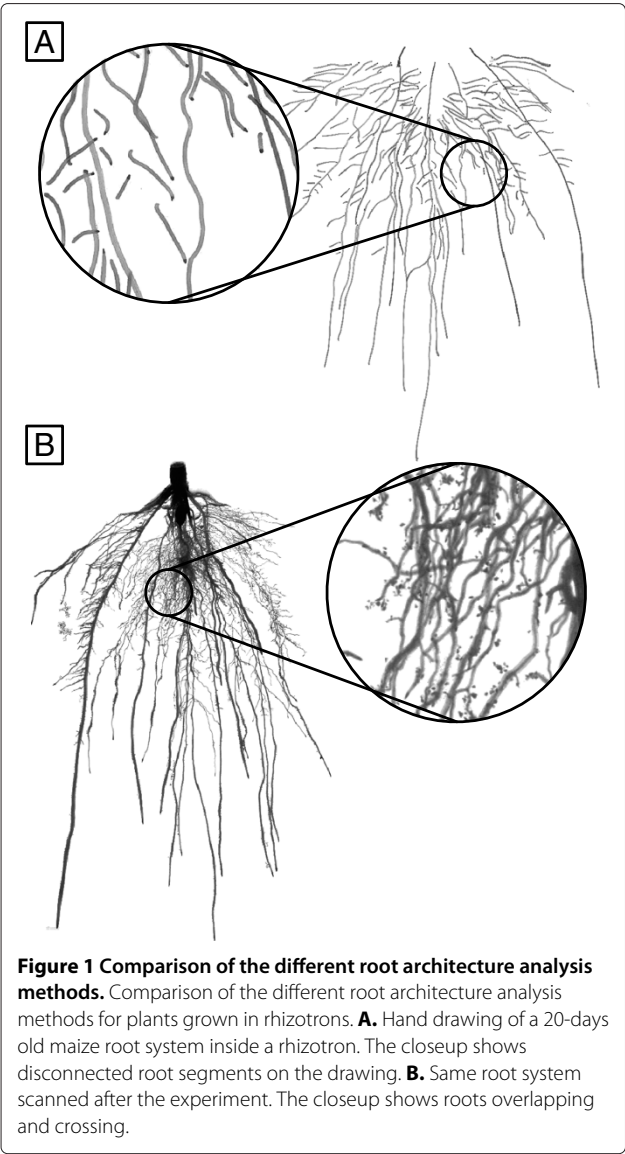 A
B
Figure 1 Comparison of the different root architecture analysis
methods. Comparison of the different root architecture analysis
methods for plants grown in rhizotrons. A. Hand drawing of a 20-days
old maize root system inside a rhizotron. The closeup shows
disconnected root segments on the drawing. B. Same root system
scanned after the experiment. The closeup shows roots overlapping
and crossing.